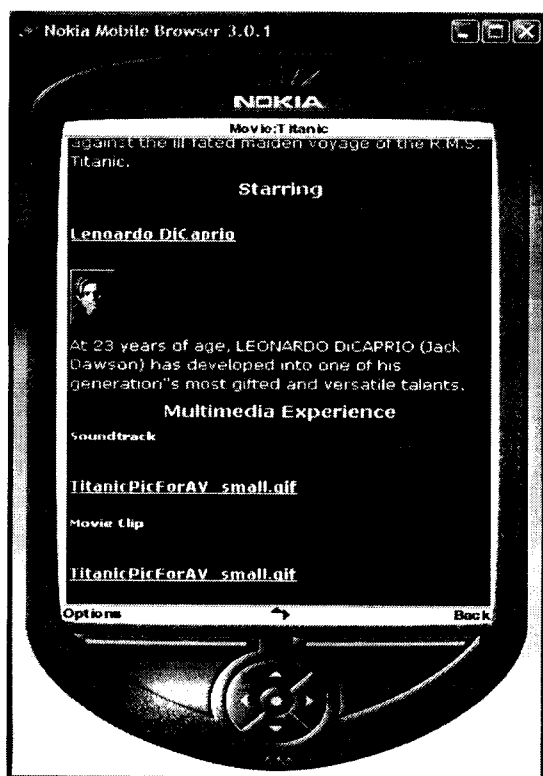 Nokia Mobile Browser 3.0.1
NOKIA
Movie:Titanic
against the ill fated maiden voyage of the R.M.S.
Titanic.
Starring
Lenoardo DiCaprio
At 23 years of age, LEONARDO DiCAPRIO (Jack
Dawson) has developed into one of his
generation"s most gifted and versatile talents.
Multimedia Experience
Soundtrack
TitanicPicForAV_small.gif
Movie Clip
TitanicPicForAV_small.gif
Options
Back